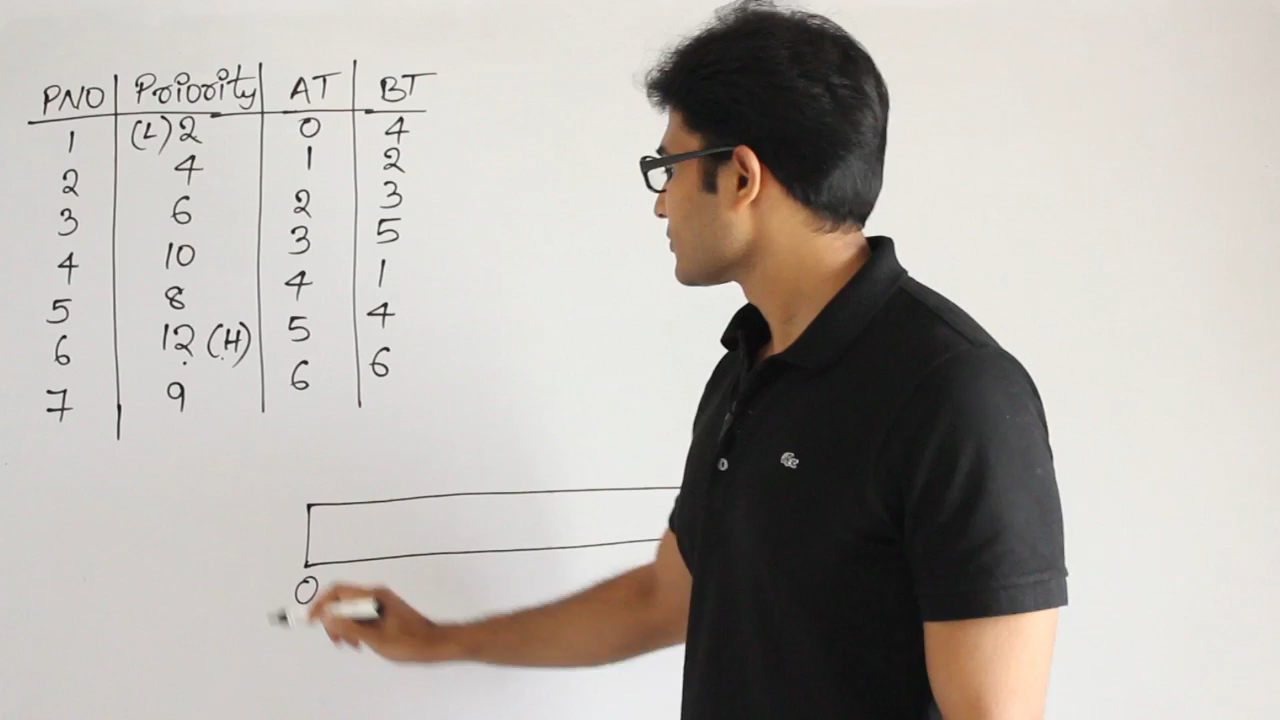 PNO Priority AT BT
1 (L) 2 0 4
2 4 1 2
3 6 2 3
4 10 3 5
5 8 4 1
6 12 (H) 5 4
7 9 6 6
0